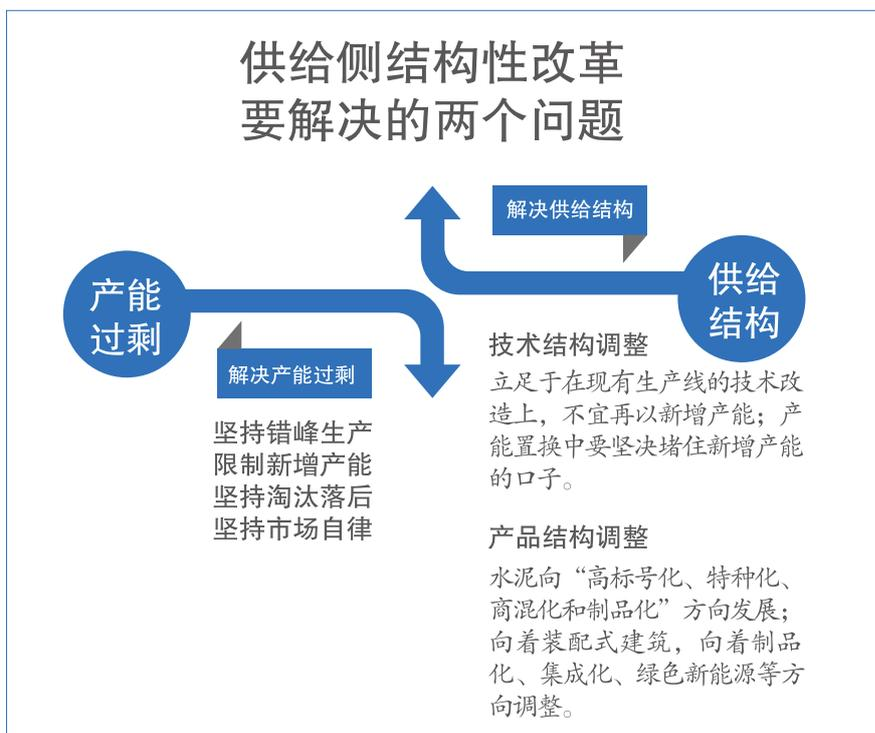 供给侧结构性改革
要解决的两个问题
产能
过剩
解决产能过剩
坚持错峰生产
限制新增产能
坚持淘汰落后
坚持市场自律
解决供给结构
供给
结构
技术结构调整
立足于在现有生产线的技术改
造上，不宜再以新增产能；产
能置换中要坚决堵住新增产能
的口子。
产品结构调整
水泥向“高标号化、特种化、
商混化和制品化”方向发展；
向着装配式建筑，向着制品
化、集成化、绿色新能源等方
向调整。